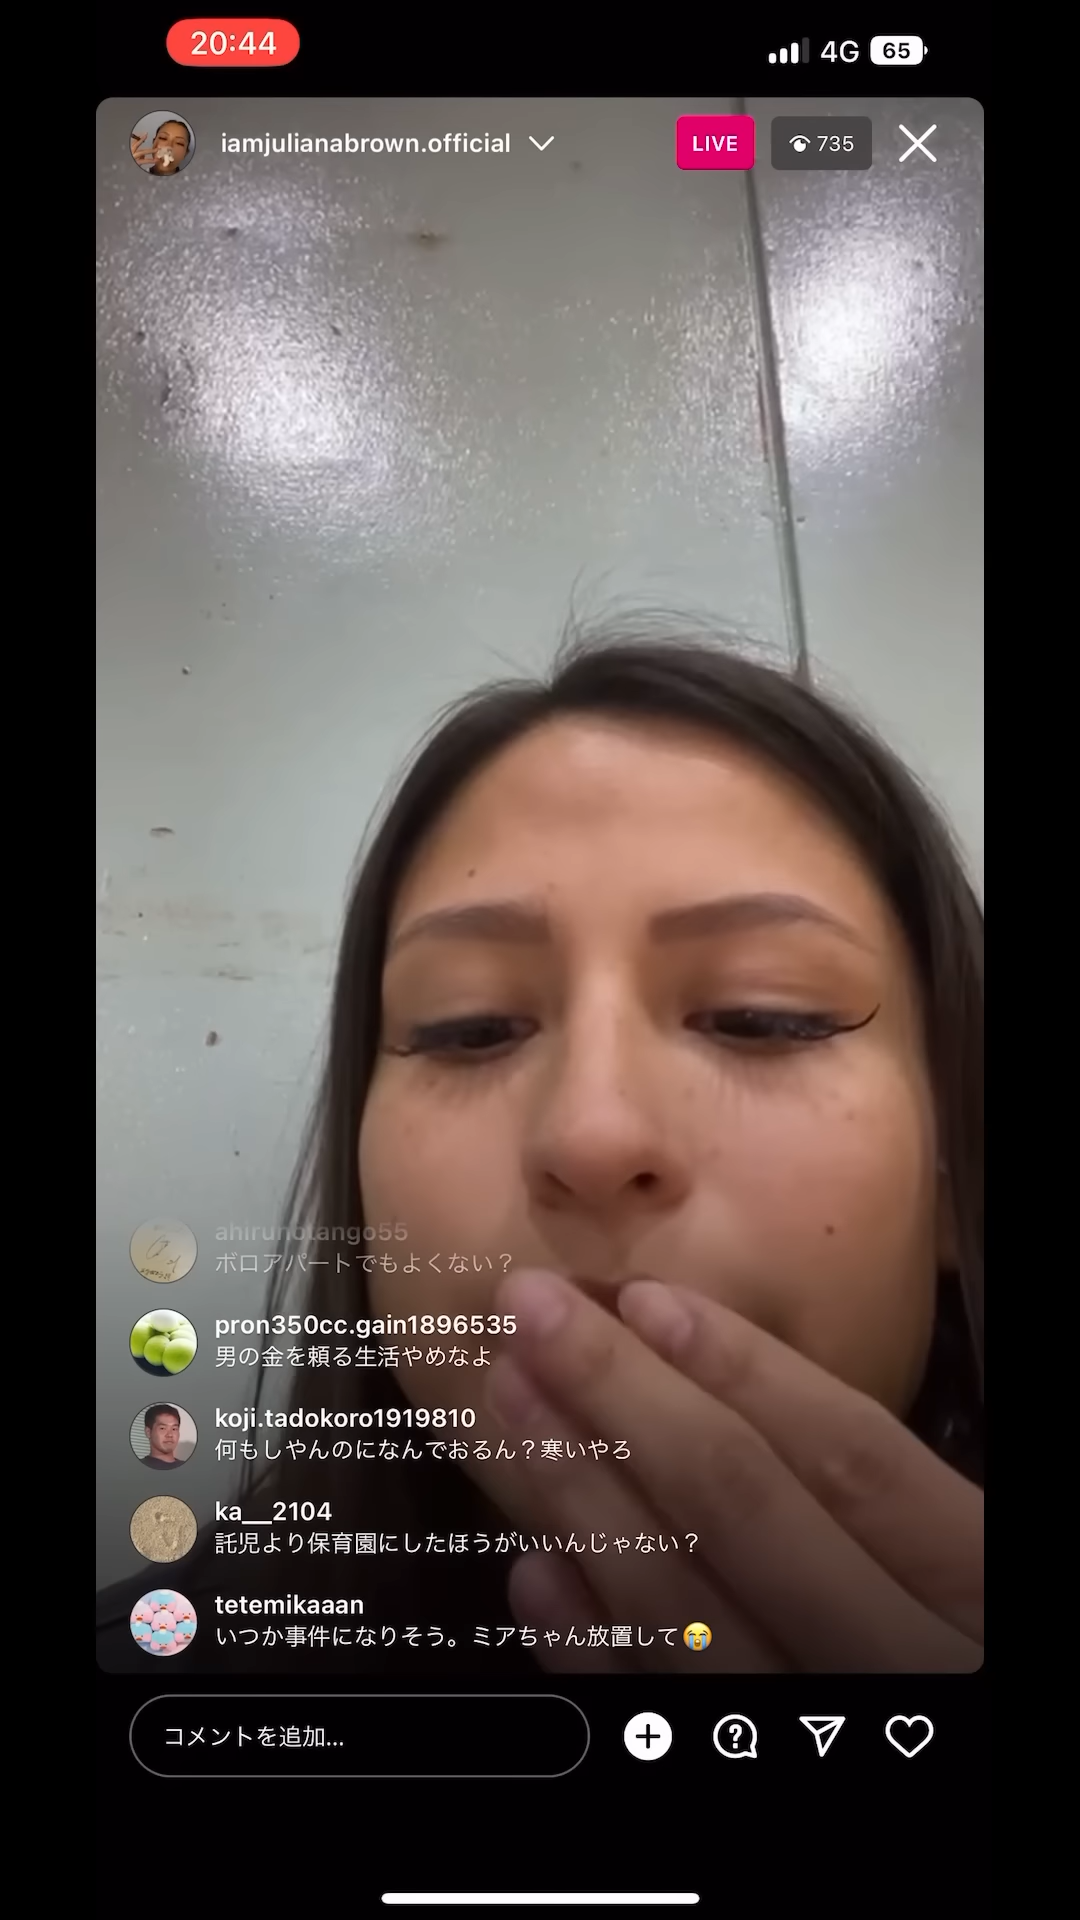 20:44
4G
65
iamjulianabrown.official
LIVE
735
ahirunotango55
ボロアパートでもよくない？
pron350cc.gain1896535
男の金を頼る生活やめなよ
koji.tadokoro1919810
何もしやんのになんでおるん？寒いやろ
ka__2104
託児より保育園にしたほうがいいんじゃない？
tetemikaaan
いつか事件になりそう。ミアちゃん放置して😭
コメントを追加...